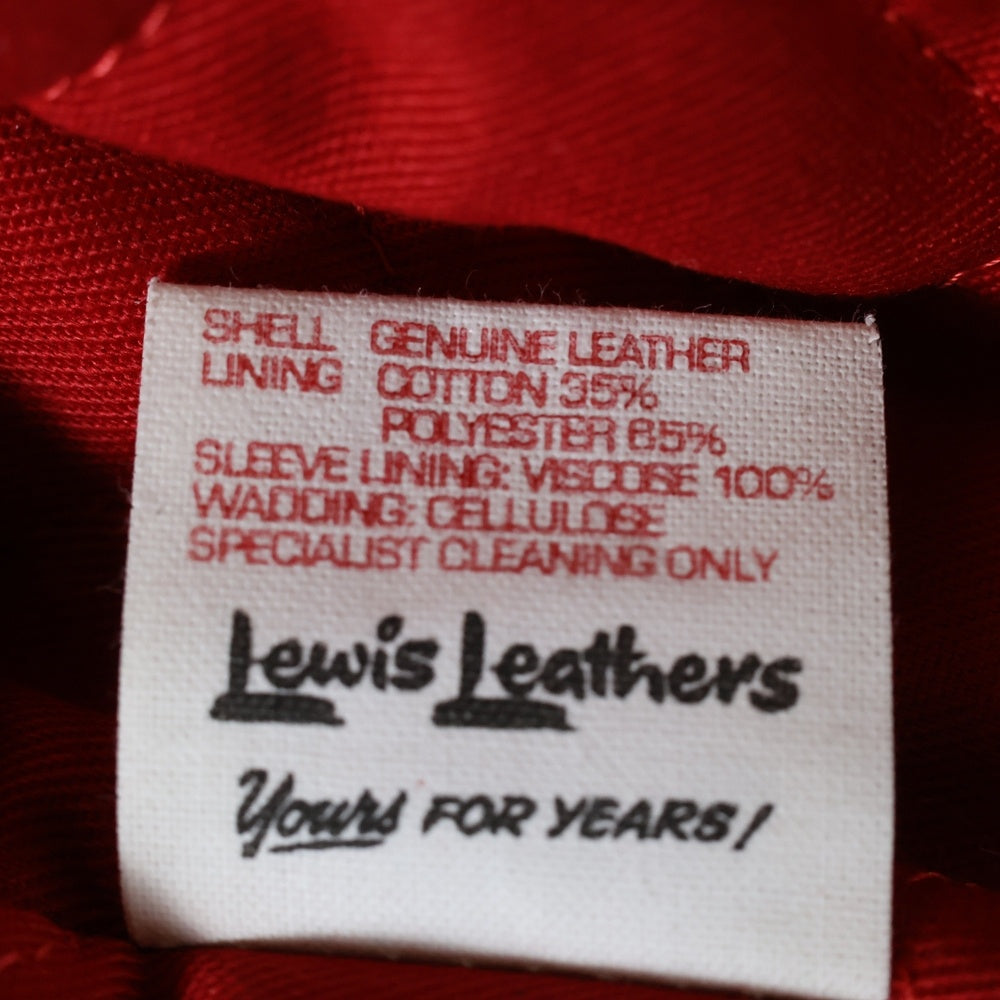 SHELL GENUINE LEATHER
LINING COTTON 35%
POLYESTER 65%
SLEEVE LINING: VISCOSE 100%
WADDING: CELLULOSE
SPECIALIST CLEANING ONLY
Lewis Leathers
Yours FOR YEARS!